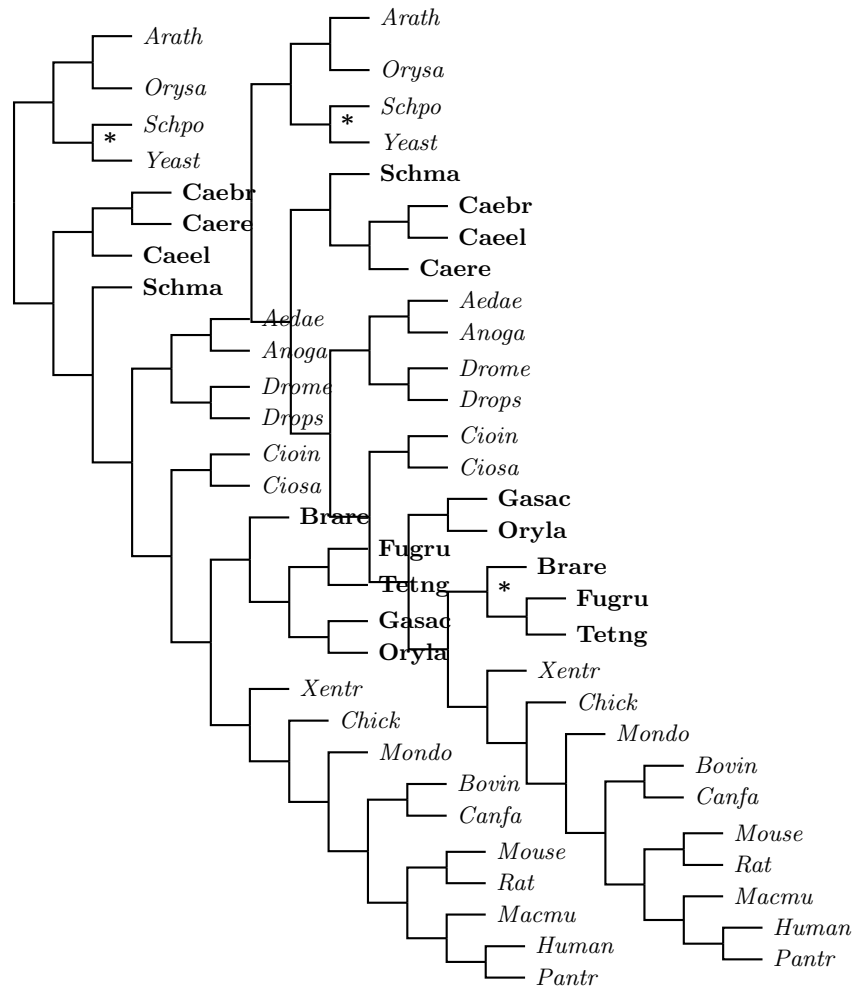 Arath
Orysa
Schpo
*
Yeast
Caebr
Caere
Caeel
Schma
Aedae
Anoga
Drome
Drops
Cioin
Ciosa
Brare
Fugru
Tetng
Gasac
Oryla
Xentr
Chick
Mondo
Bovin
Canfa
Mouse
Rat
Macmu
Human
Pantr
Arath
Orysa
Schpo
*
Yeast
Schma
Caebr
Caeel
Caere
Aedae
Anoga
Drome
Drops
Cioin
Ciosa
Gasac
Oryla
Brare
*
Fugru
Tetng
Xentr
Chick
Mondo
Bovin
Canfa
Mouse
Rat
Macmu
Human
Pantr